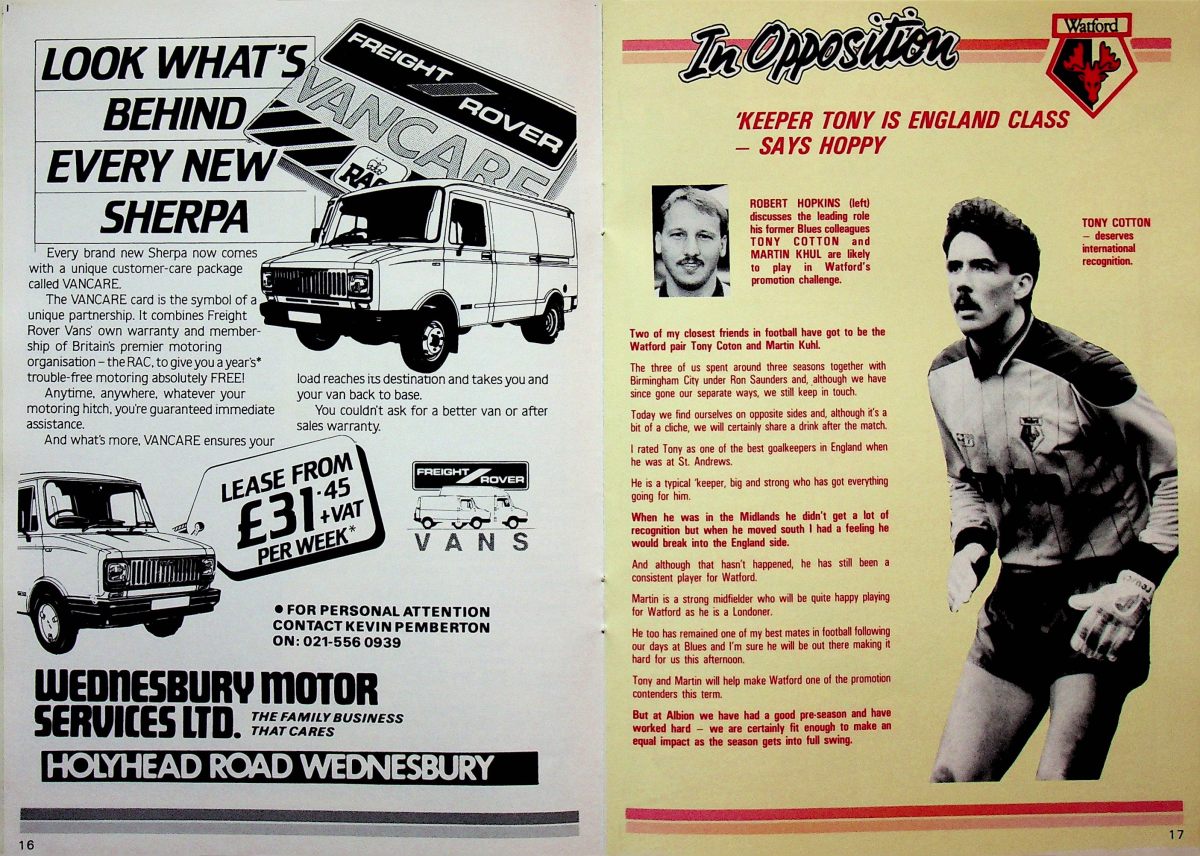 LOOK WHAT'S
BEHIND
EVERY NEW
SHERPA
FREIGHT
ROVER
VANCARE
RAC
Every brand new Sherpa now comes
with a unique customer-care package
called VANCARE.
The VANCARE card is the symbol of a
unique partnership. It combines Freight
Rover Vans' own warranty and member-
ship of Britain's premier motoring
organisation – the RAC, to give you a year's*
trouble-free motoring absolutely FREE!
Anytime, anywhere, whatever your
motoring hitch, you're guaranteed immediate
assistance.
And what's more, VANCARE ensures your
load reaches its destination and takes you and
your van back to base.
You couldn't ask for a better van or after
sales warranty.
LEASE FROM
£31·45
+VAT
PER WEEK*
FREIGHT
ROVER
VANS
• FOR PERSONAL ATTENTION
CONTACT KEVIN PEMBERTON
ON: 021-556 0939
WEDNESBURY MOTOR
SERVICES LTD.
THE FAMILY BUSINESS
THAT CARES
HOLYHEAD ROAD WEDNESBURY
16
In Opposition
Watford
'KEEPER TONY IS ENGLAND CLASS
– SAYS HOPPY
ROBERT HOPKINS (left)
discusses the leading role
his former Blues colleagues
TONY COTTON and
MARTIN KHUL are likely
to play in Watford's
promotion challenge.
TONY COTTON
– deserves
international
recognition.
Two of my closest friends in football have got to be the
Watford pair Tony Coton and Martin Kuhl.
The three of us spent around three seasons together with
Birmingham City under Ron Saunders and, although we have
since gone our separate ways, we still keep in touch.
Today we find ourselves on opposite sides and, although it's a
bit of a cliche, we will certainly share a drink after the match.
I rated Tony as one of the best goalkeepers in England when
he was at St. Andrews.
He is a typical 'keeper, big and strong who has got everything
going for him.
When he was in the Midlands he didn't get a lot of
recognition but when he moved south I had a feeling he
would break into the England side.
And although that hasn't happened, he has still been a
consistent player for Watford.
Martin is a strong midfielder who will be quite happy playing
for Watford as he is a Londoner.
He too has remained one of my best mates in football following
our days at Blues and I'm sure he will be out there making it
hard for us this afternoon.
Tony and Martin will help make Watford one of the promotion
contenders this term.
But at Albion we have had a good pre-season and have
worked hard – we are certainly fit enough to make an
equal impact as the season gets into full swing.
17